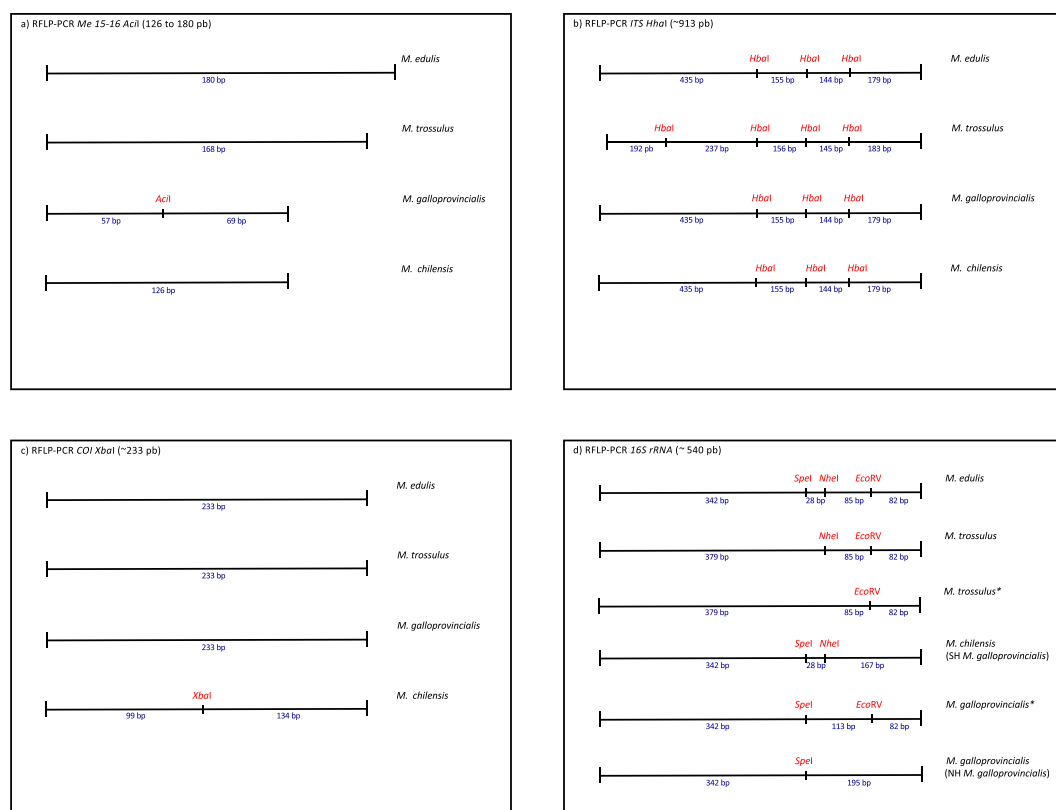 a) RFLP-PCR Me 15-16 AciI (126 to 180 pb)
M. edulis
180 bp
M. trossulus
168 bp
AciI
M. galloprovincialis
57 bp 69 bp
M. chilensis
126 bp
b) RFLP-PCR ITS HhaI (~913 pb)
HbaI HbaI HbaI M. edulis
435 bp 155 bp 144 bp 179 bp
HbaI HbaI HbaI HbaI M. trossulus
192 pb 237 bp 156 bp 145 bp 183 bp
HbaI HbaI HbaI M. galloprovincialis
435 bp 155 bp 144 bp 179 bp
HbaI HbaI HbaI M. chilensis
435 bp 155 bp 144 bp 179 bp
c) RFLP-PCR COI XbaI (~233 pb)
M. edulis
233 bp
M. trossulus
233 bp
M. galloprovincialis
233 bp
XbaI M. chilensis
99 bp 134 bp
d) RFLP-PCR 16S rRNA (~ 540 pb)
SpeI NheI EcoRV M. edulis
342 bp 28 bp 85 bp 82 bp
NheI EcoRV M. trossulus
379 bp 85 bp 82 bp
EcoRV M. trossulus*
379 bp 85 bp 82 bp
SpeI NheI M. chilensis
(SH M. galloprovincialis)
342 bp 28 bp 167 bp
SpeI EcoRV M. galloprovincialis*
342 bp 113 bp 82 bp
SpeI M. galloprovincialis
(NH M. galloprovincialis)
342 bp 195 bp